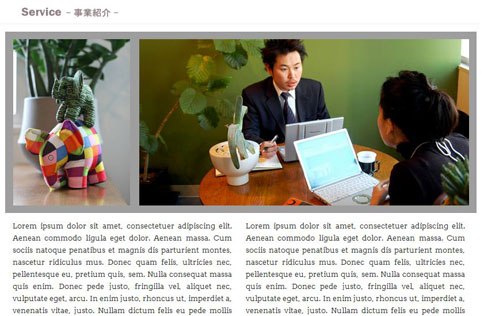 Service － 事業紹介 －
Lorem ipsum dolor sit amet, consectetuer adipiscing elit.
Aenean commodo ligula eget dolor. Aenean massa. Cum
sociis natoque penatibus et magnis dis parturient montes,
nascetur ridiculus mus. Donec quam felis, ultricies nec,
pellentesque eu, pretium quis, sem. Nulla consequat massa
quis enim. Donec pede justo, fringilla vel, aliquet nec,
vulputate eget, arcu. In enim justo, rhoncus ut, imperdiet a,
venenatis vitae, justo. Nullam dictum felis eu pede mollis
Lorem ipsum dolor sit amet, consectetuer adipiscing elit.
Aenean commodo ligula eget dolor. Aenean massa. Cum
sociis natoque penatibus et magnis dis parturient montes,
nascetur ridiculus mus. Donec quam felis, ultricies nec,
pellentesque eu, pretium quis, sem. Nulla consequat massa
quis enim. Donec pede justo, fringilla vel, aliquet nec,
vulputate eget, arcu. In enim justo, rhoncus ut, imperdiet a,
venenatis vitae, justo. Nullam dictum felis eu pede mollis